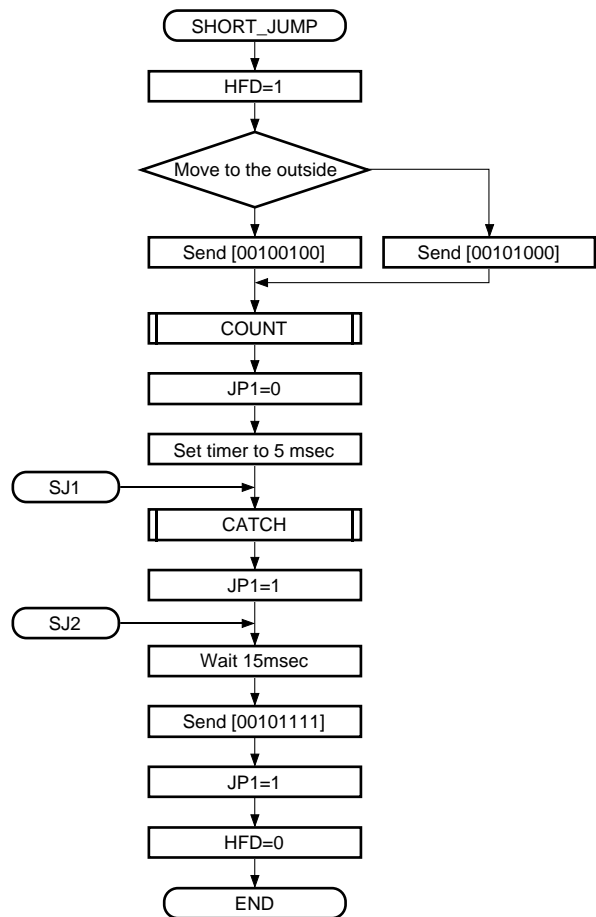 SHORT_JUMP
HFD=1
Move to the outside
Send [00100100]
Send [00101000]
COUNT
JP1=0
Set timer to 5 msec
SJ1
CATCH
JP1=1
SJ2
Wait 15msec
Send [00101111]
JP1=1
HFD=0
END